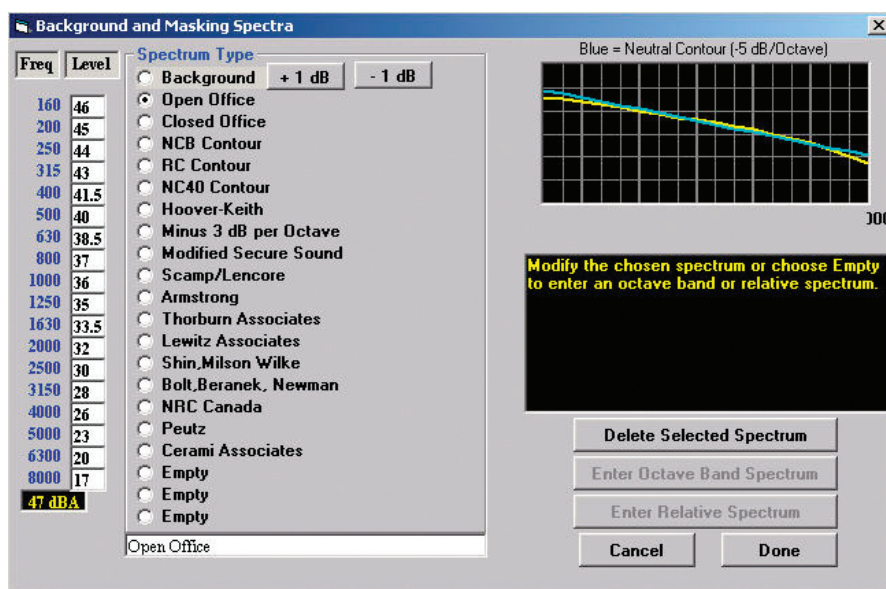 Background and Masking Spectra
Freq Level
160 46
200 45
250 44
315 43
400 41.5
500 40
630 38.5
800 37
1000 36
1250 35
1630 33.5
2000 32
2500 30
3150 28
4000 26
5000 23
6300 20
8000 17
47 dBA
Spectrum Type
Background + 1 dB - 1 dB
Open Office
Closed Office
NCB Contour
RC Contour
NC40 Contour
Hoover-Keith
Minus 3 dB per Octave
Modified Secure Sound
Scamp/Lencore
Armstrong
Thorburn Associates
Lewitz Associates
Shin,Milson Wilke
Bolt,Beranek, Newman
NRC Canada
Peutz
Cerami Associates
Empty
Empty
Empty
Open Office
Blue = Neutral Contour (-5 dB/Octave)
Modify the chosen spectrum or choose Empty
to enter an octave band or relative spectrum.
Delete Selected Spectrum
Enter Octave Band Spectrum
Enter Relative Spectrum
Cancel Done